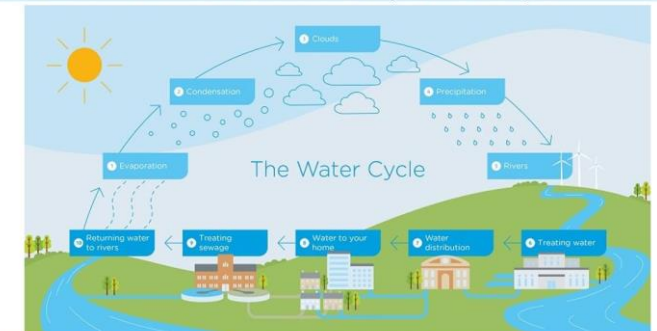 The Water Cycle
1 Evaporation
2 Condensation
3 Clouds
4 Precipitation
5 Rivers
6 Treating water
7 Water
distribution
8 Water to your
home
9 Treating
sewage
10 Returning water
to rivers